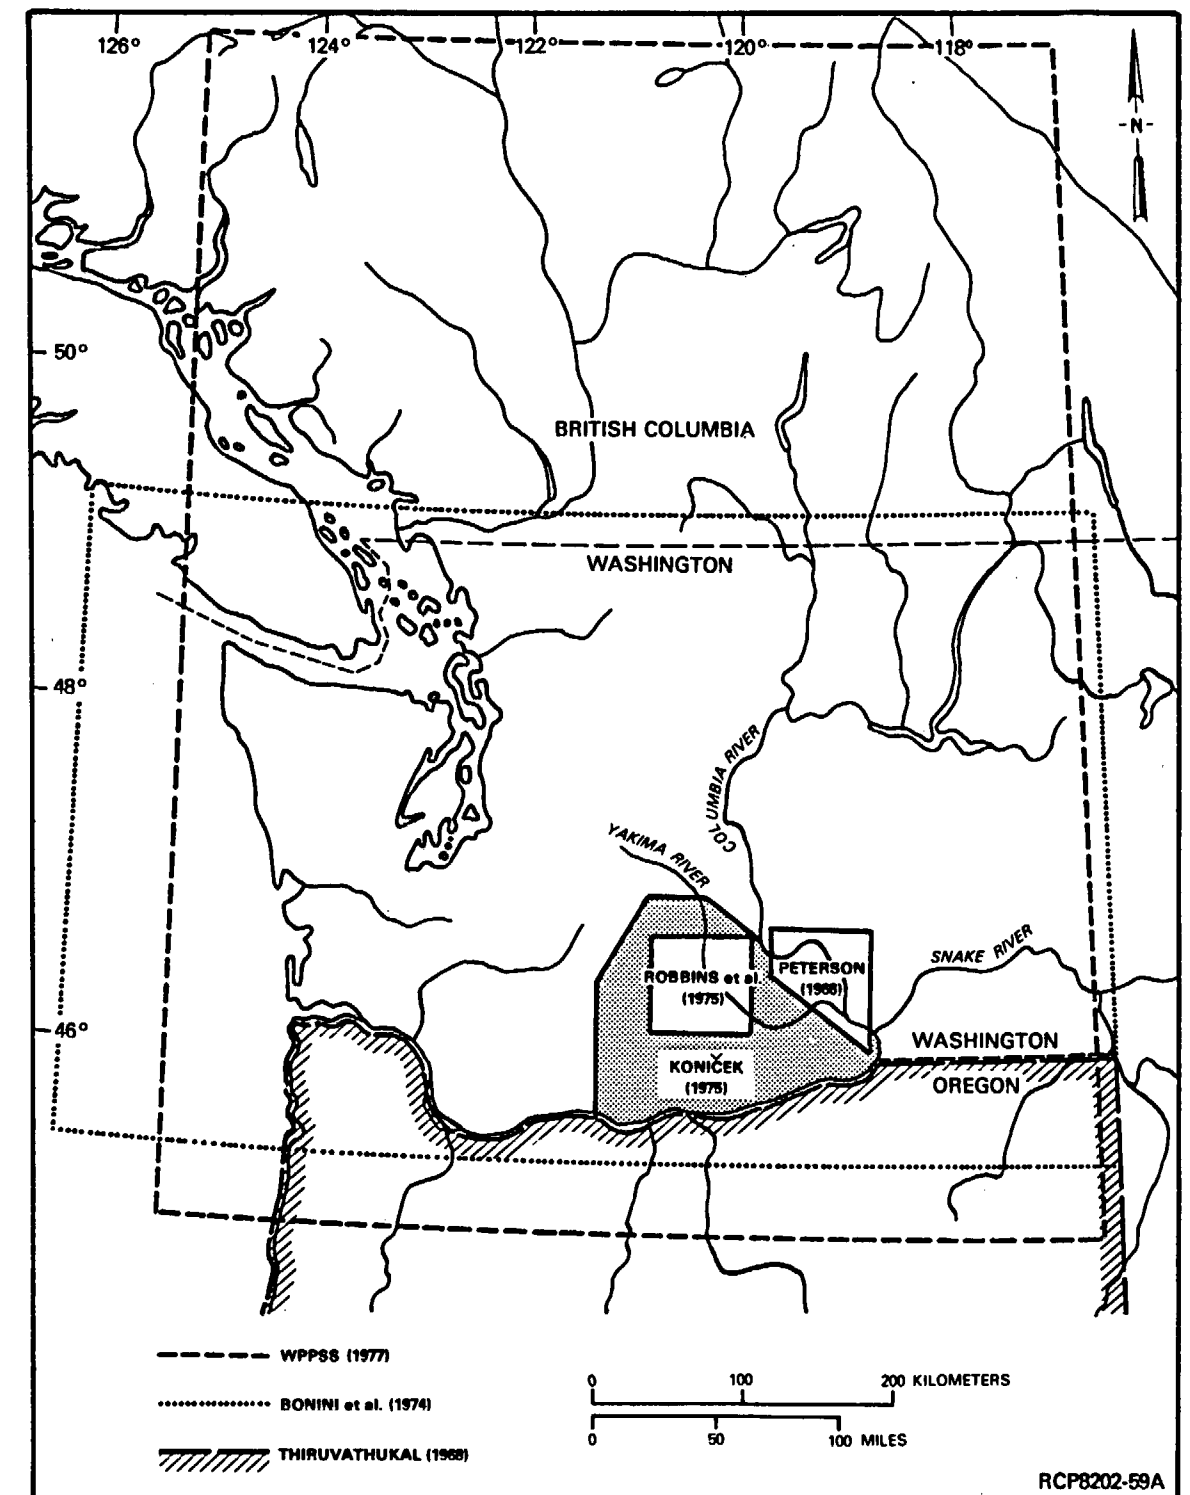 126° 124° 122° 120° 118°
-N-
50°
BRITISH COLUMBIA
WASHINGTON
48°
COLUMBIA RIVER
YAKIMA RIVER
SNAKE RIVER
ROBBINS et al.
(1975)
PETERSON
(1966)
46°
WASHINGTON
KONIČEK
(1975)
OREGON
WPPSS (1977)
BONINI et al. (1974)
THIRUVATHUKAL (1968)
0 100 200 KILOMETERS
0 50 100 MILES
RCP8202-59A